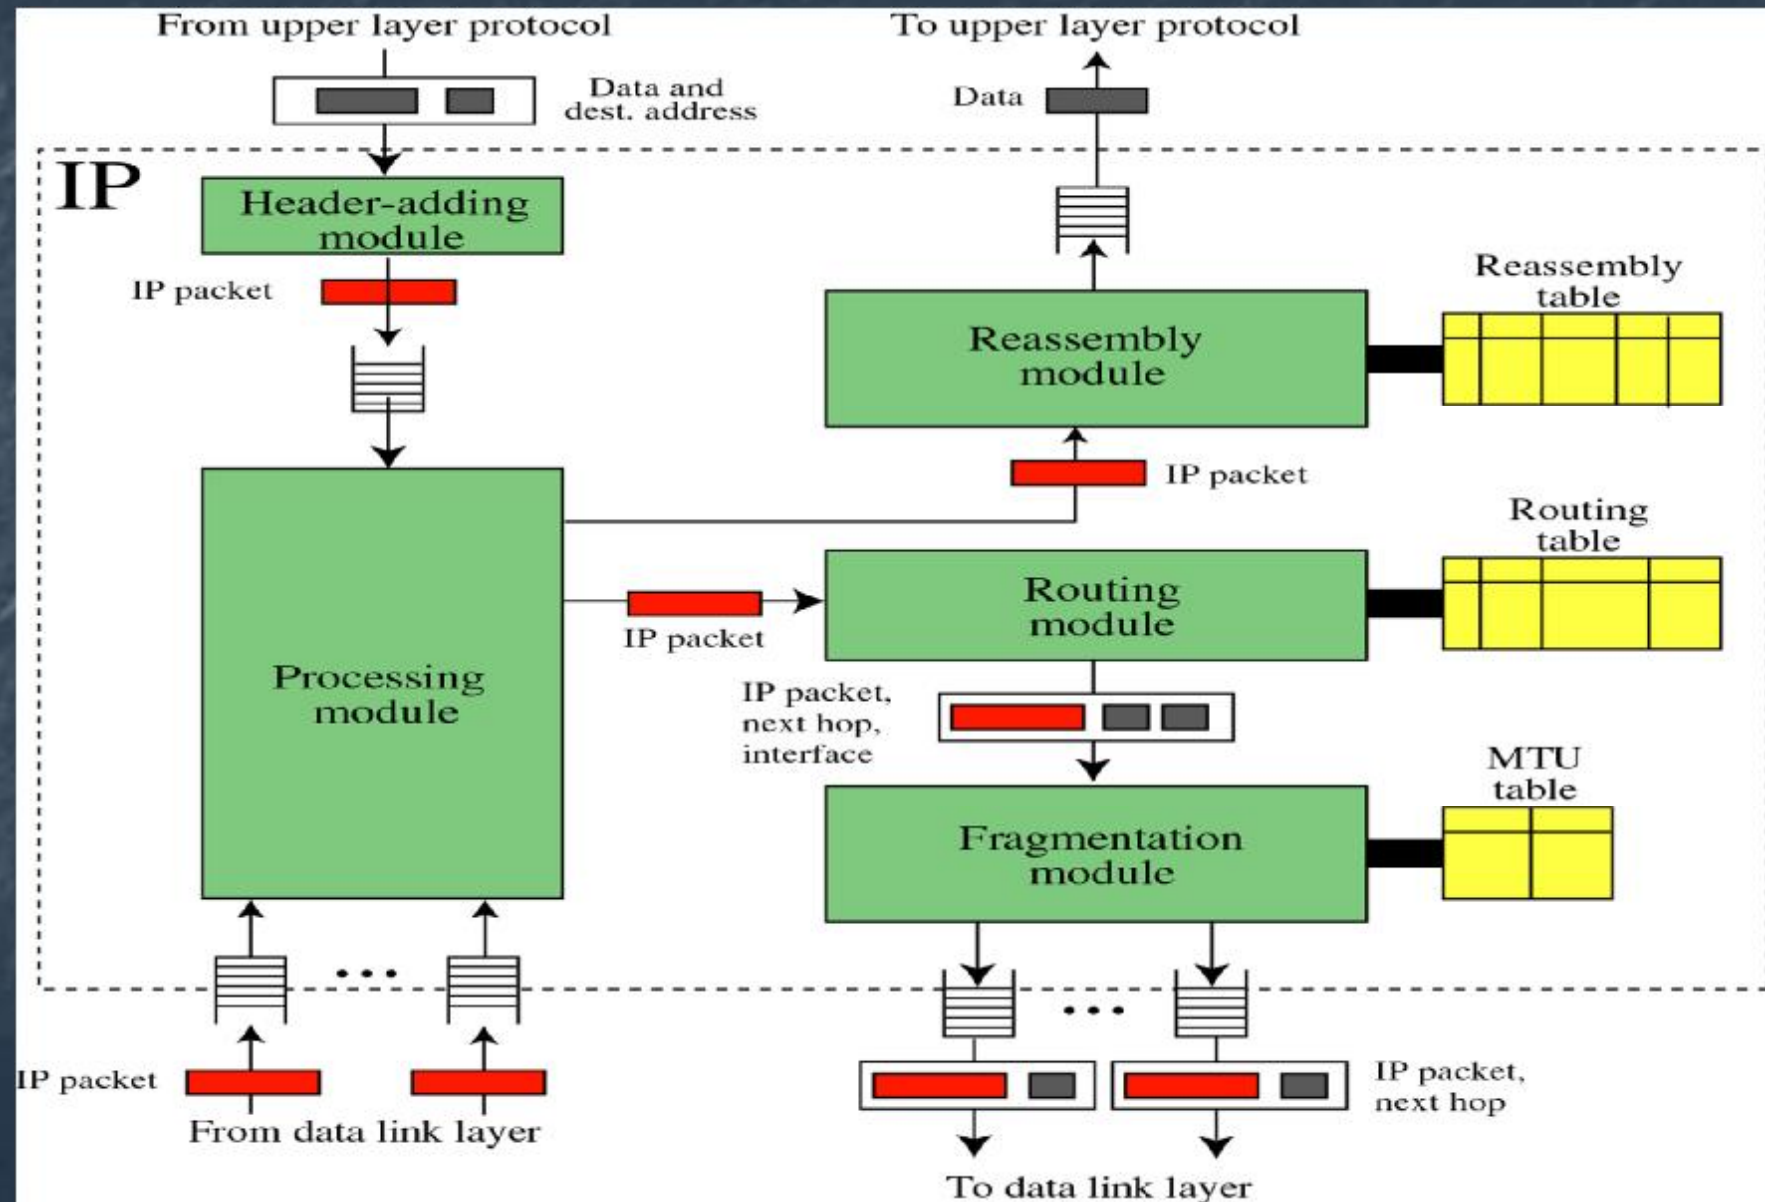 From upper layer protocol
To upper layer protocol
Data and
dest. address
Data
IP
Header-adding
module
IP packet
Reassembly
table
Reassembly
module
IP packet
Processing
module
IP packet
Routing
module
Routing
table
IP packet,
next hop,
interface
Fragmentation
module
MTU
table
IP packet
From data link layer
IP packet,
next hop
To data link layer